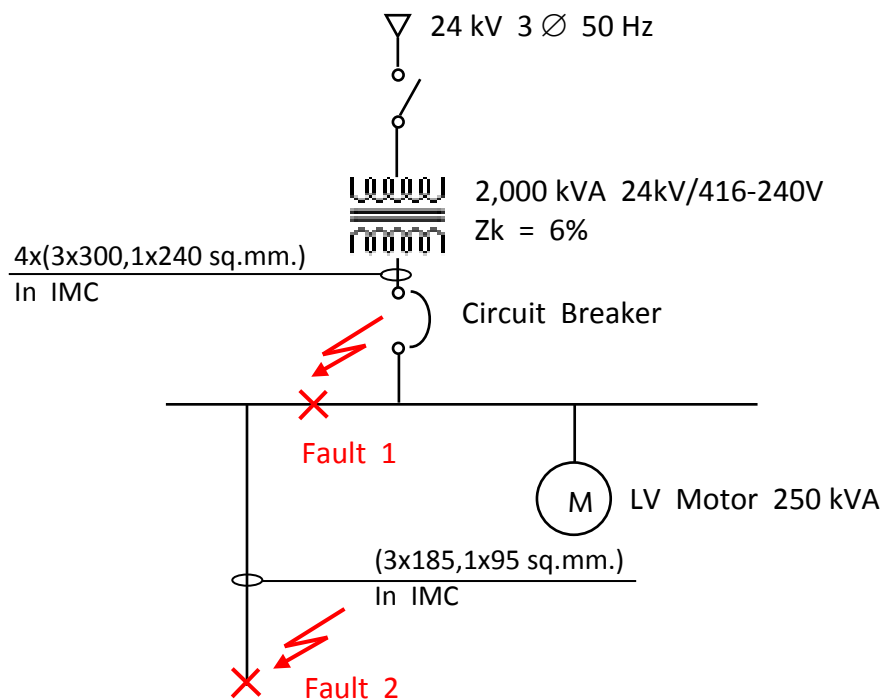 24 kV 3 ∅ 50 Hz
2,000 kVA 24kV/416-240V
Zk = 6%
4x(3x300,1x240 sq.mm.)
In IMC
Circuit Breaker
Fault 1
M
LV Motor 250 kVA
(3x185,1x95 sq.mm.)
In IMC
Fault 2